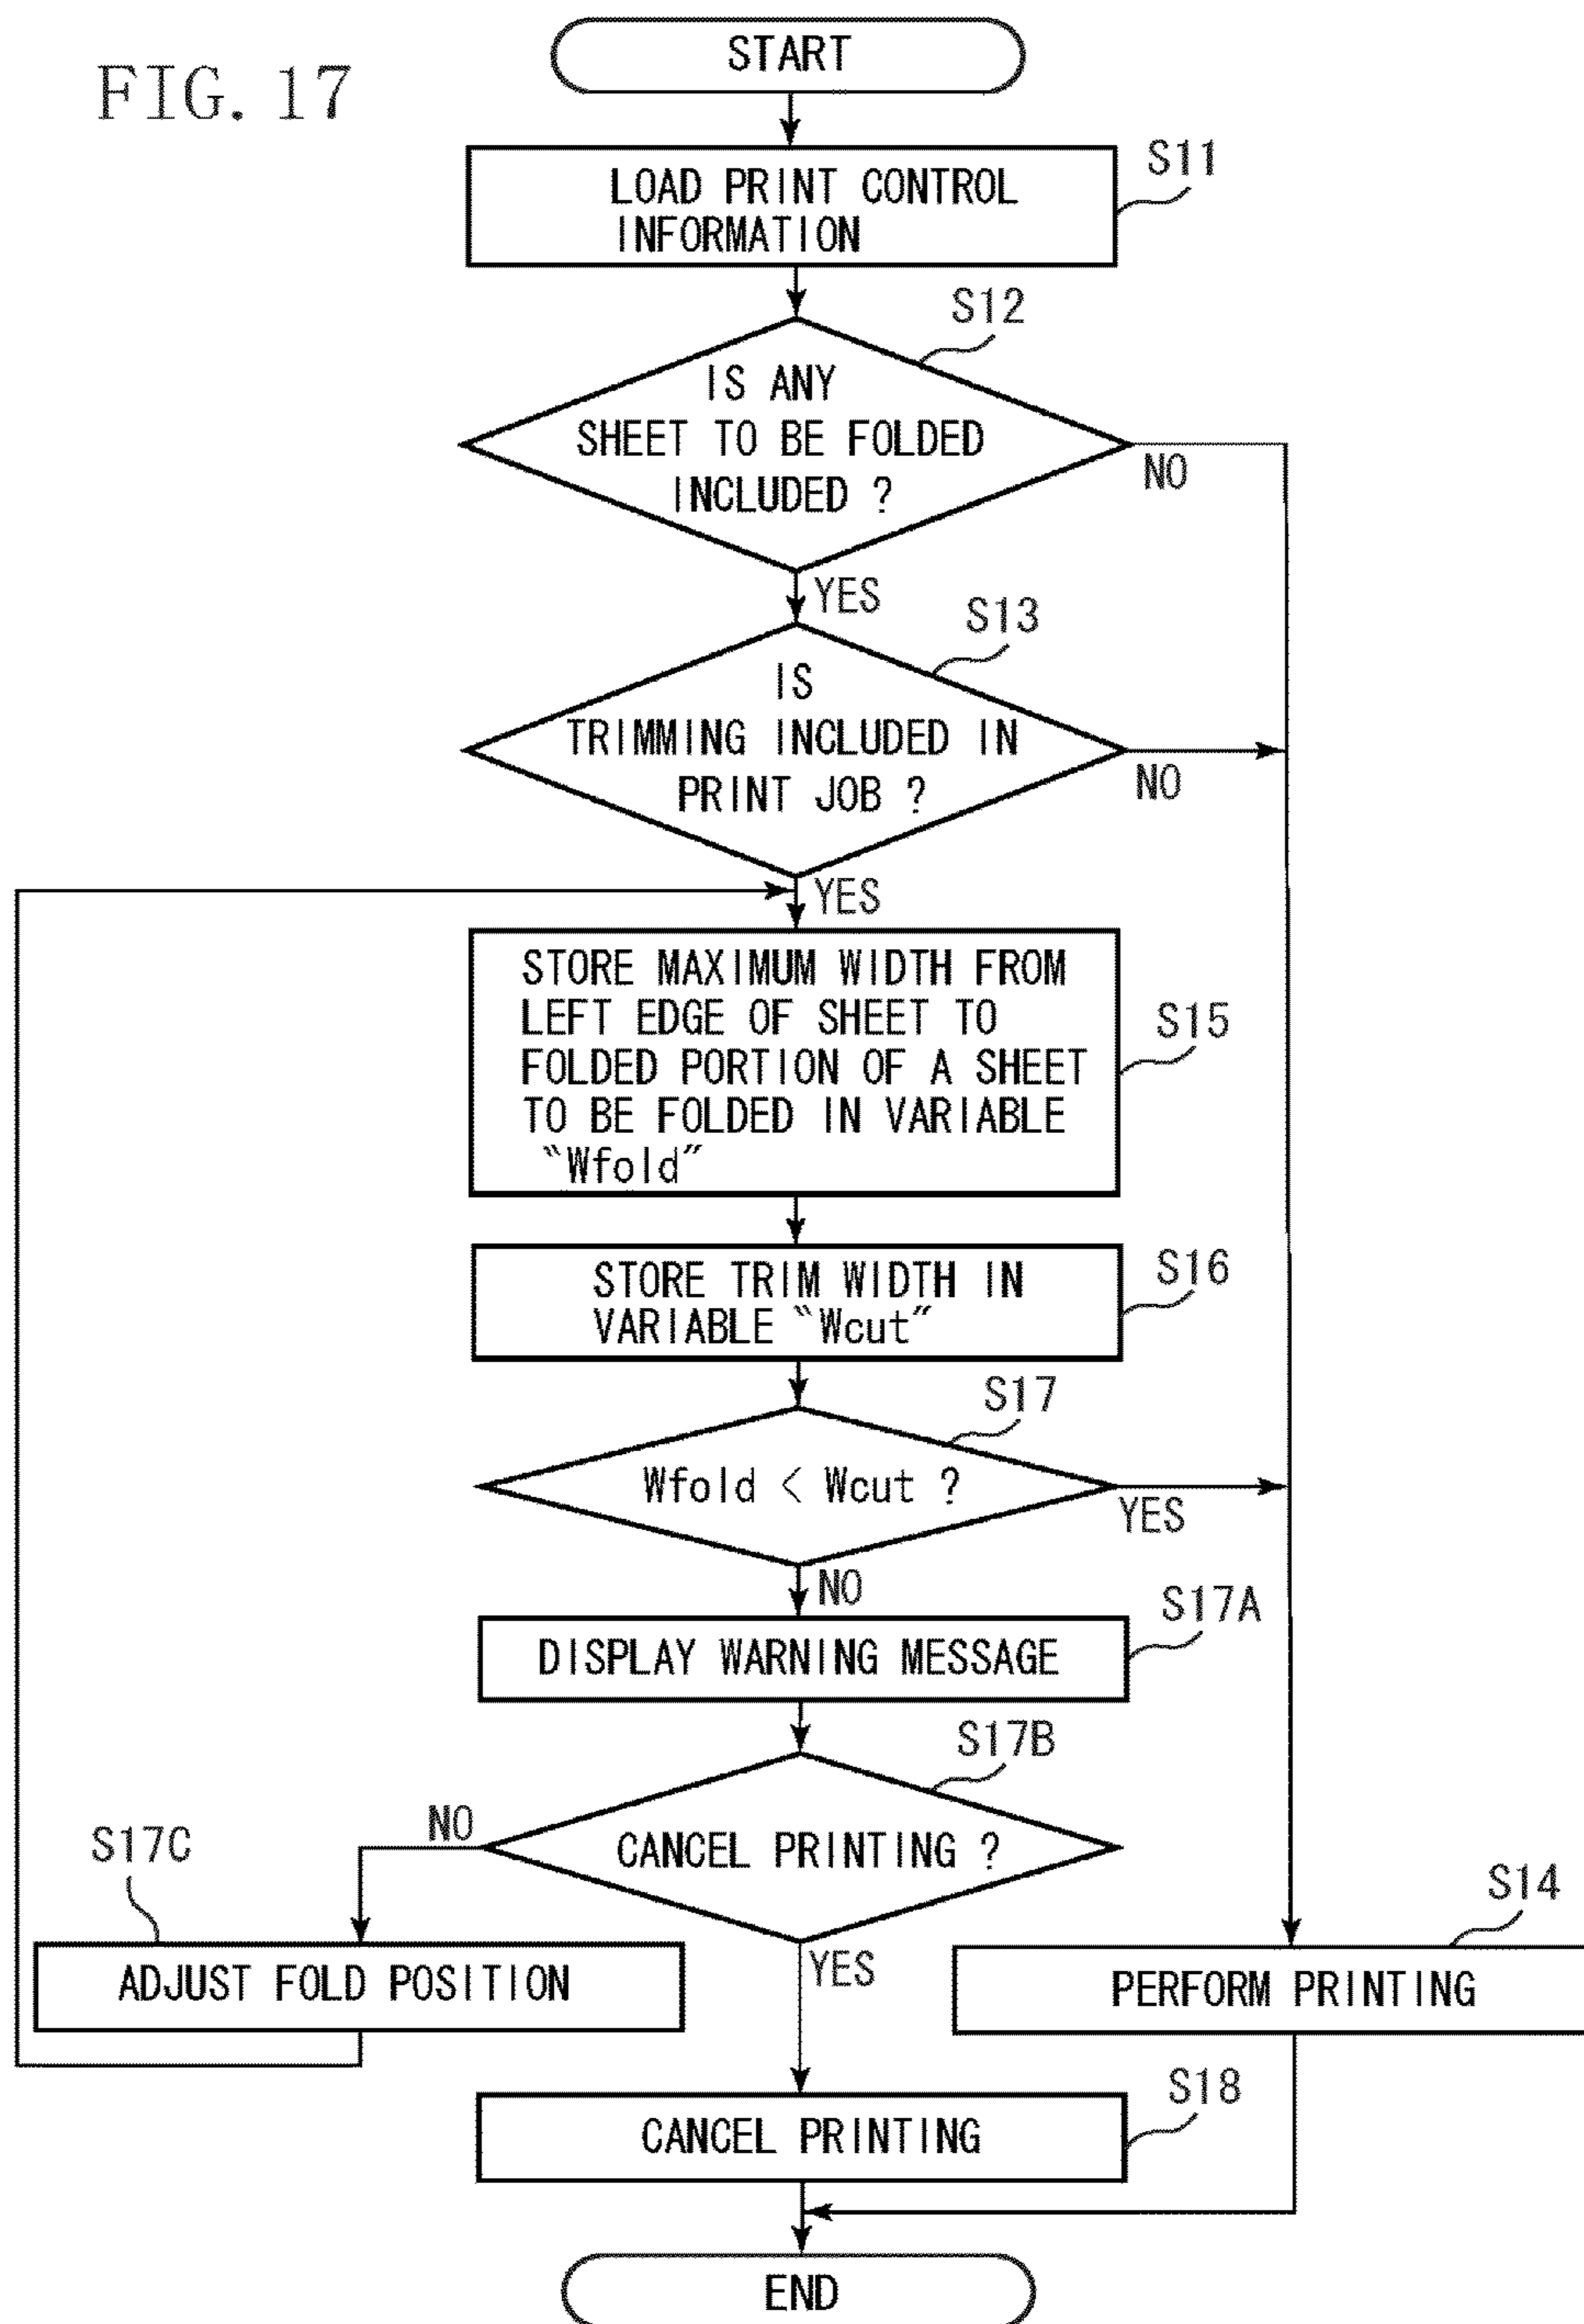 FIG. 17
START
LOAD PRINT CONTROL
INFORMATION
S11
S12
IS ANY
SHEET TO BE FOLDED
INCLUDED ?
NO
YES
S13
IS
TRIMMING INCLUDED IN
PRINT JOB ?
NO
YES
STORE MAXIMUM WIDTH FROM
LEFT EDGE OF SHEET TO
FOLDED PORTION OF A SHEET
TO BE FOLDED IN VARIABLE
“Wfold”
S15
STORE TRIM WIDTH IN
VARIABLE “Wcut”
S16
S17
Wfold < Wcut ?
YES
NO
S17A
DISPLAY WARNING MESSAGE
S17B
CANCEL PRINTING ?
NO
S17C
ADJUST FOLD POSITION
YES
S14
PERFORM PRINTING
S18
CANCEL PRINTING
END